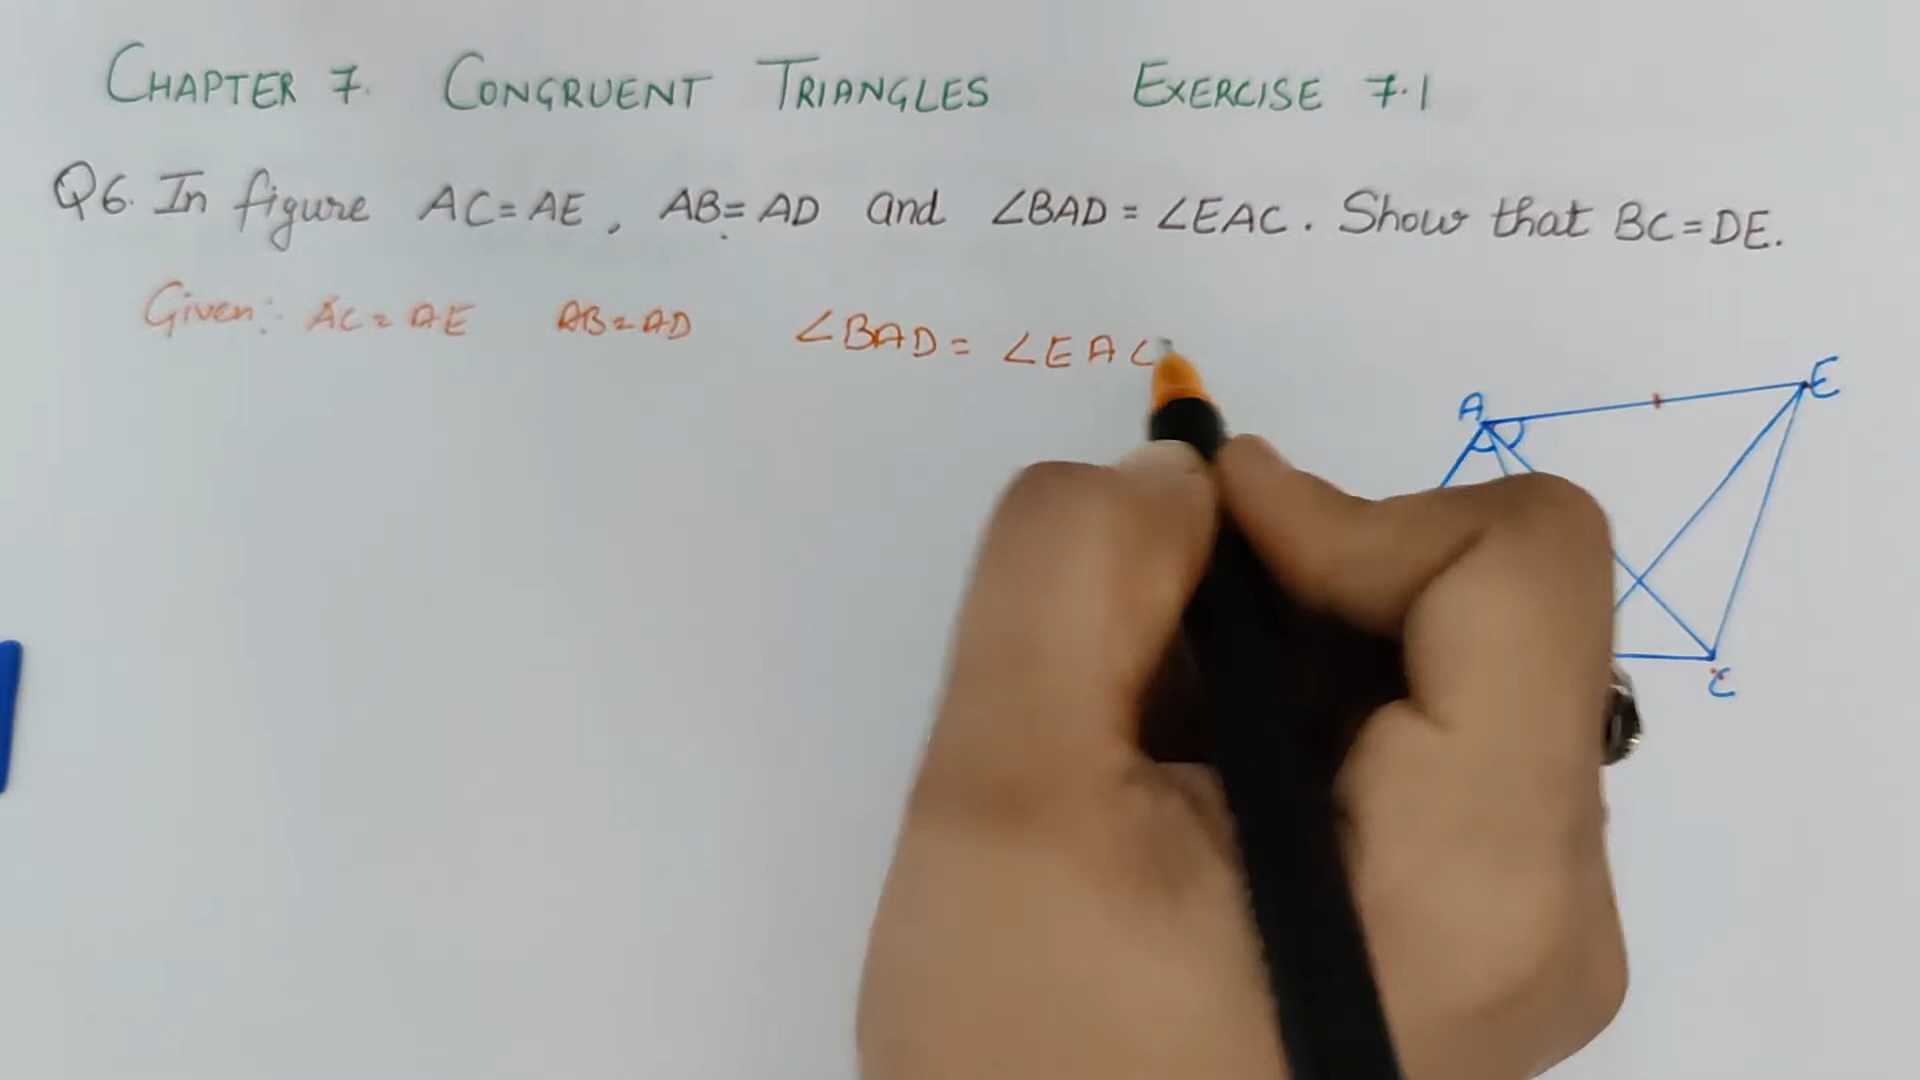 CHAPTER 7. CONGRUENT TRIANGLES EXERCISE 7.1
Q6. In figure AC=AE, AB=AD and ∠BAD = ∠EAC. Show that BC=DE.
Given:- AC=AE AB=AD ∠BAD= ∠EAC
E
A
C